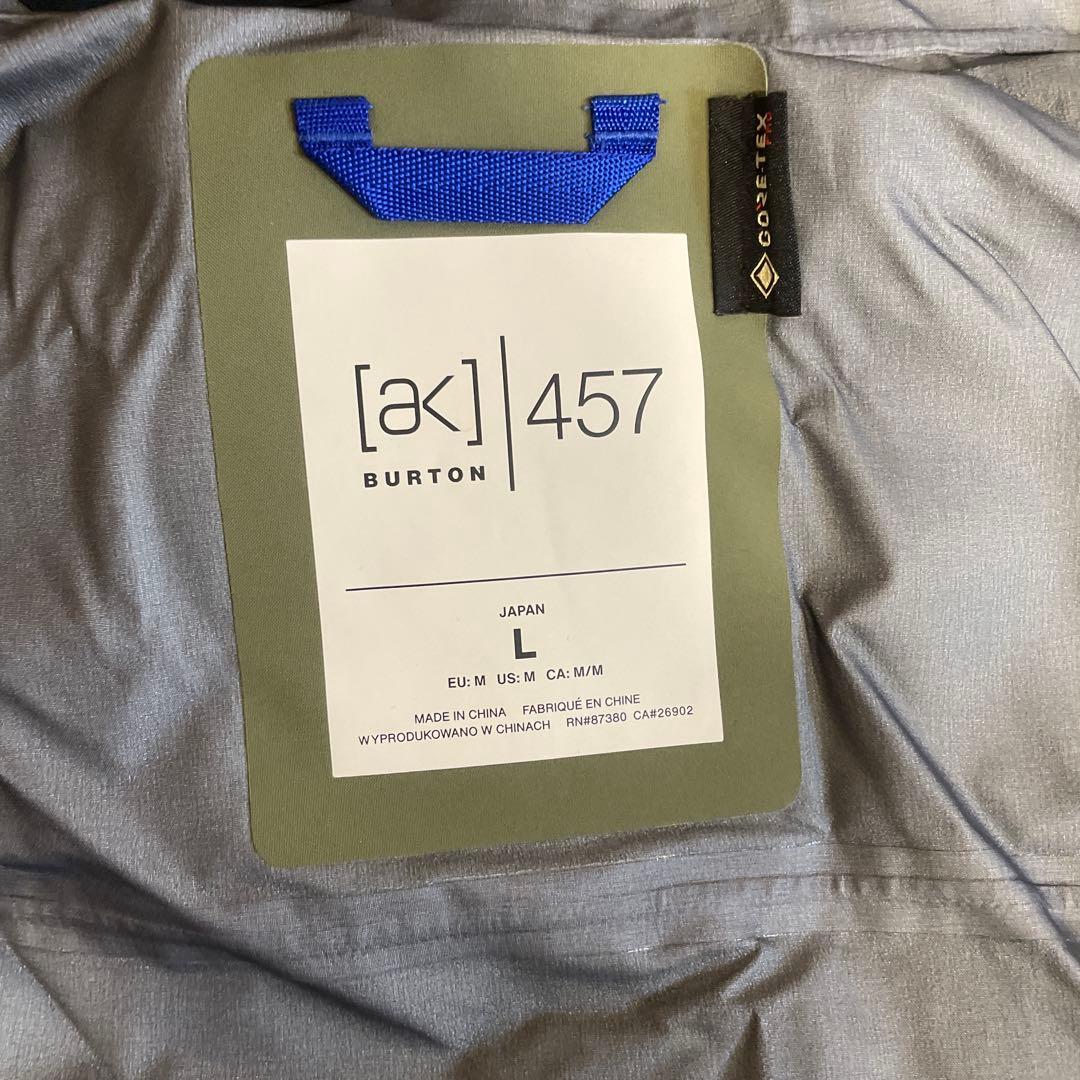 GORE-TEX
PRO
[ak] 457
BURTON
JAPAN
L
EU: M US: M CA: M/M
MADE IN CHINA FABRIQUÉ EN CHINE
WYPRODUKOWANO W CHINACH RN#87380 CA#26902